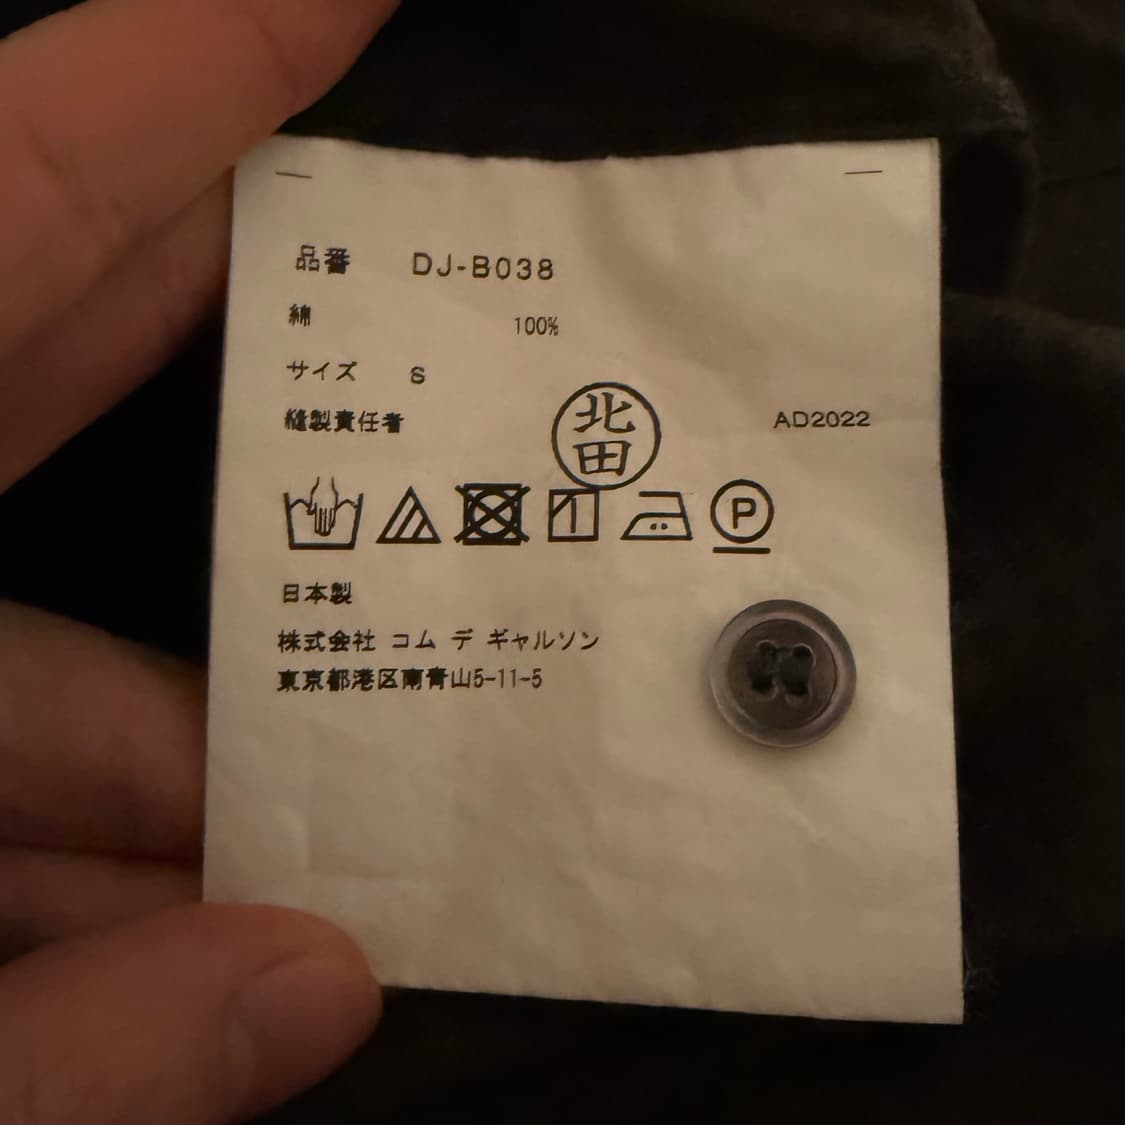 品番 DJ-B038
綿 100%
サイズ S
縫製責任者 北田 AD2022
P
日本製
株式会社 コム デ ギャルソン
東京都港区南青山5-11-5